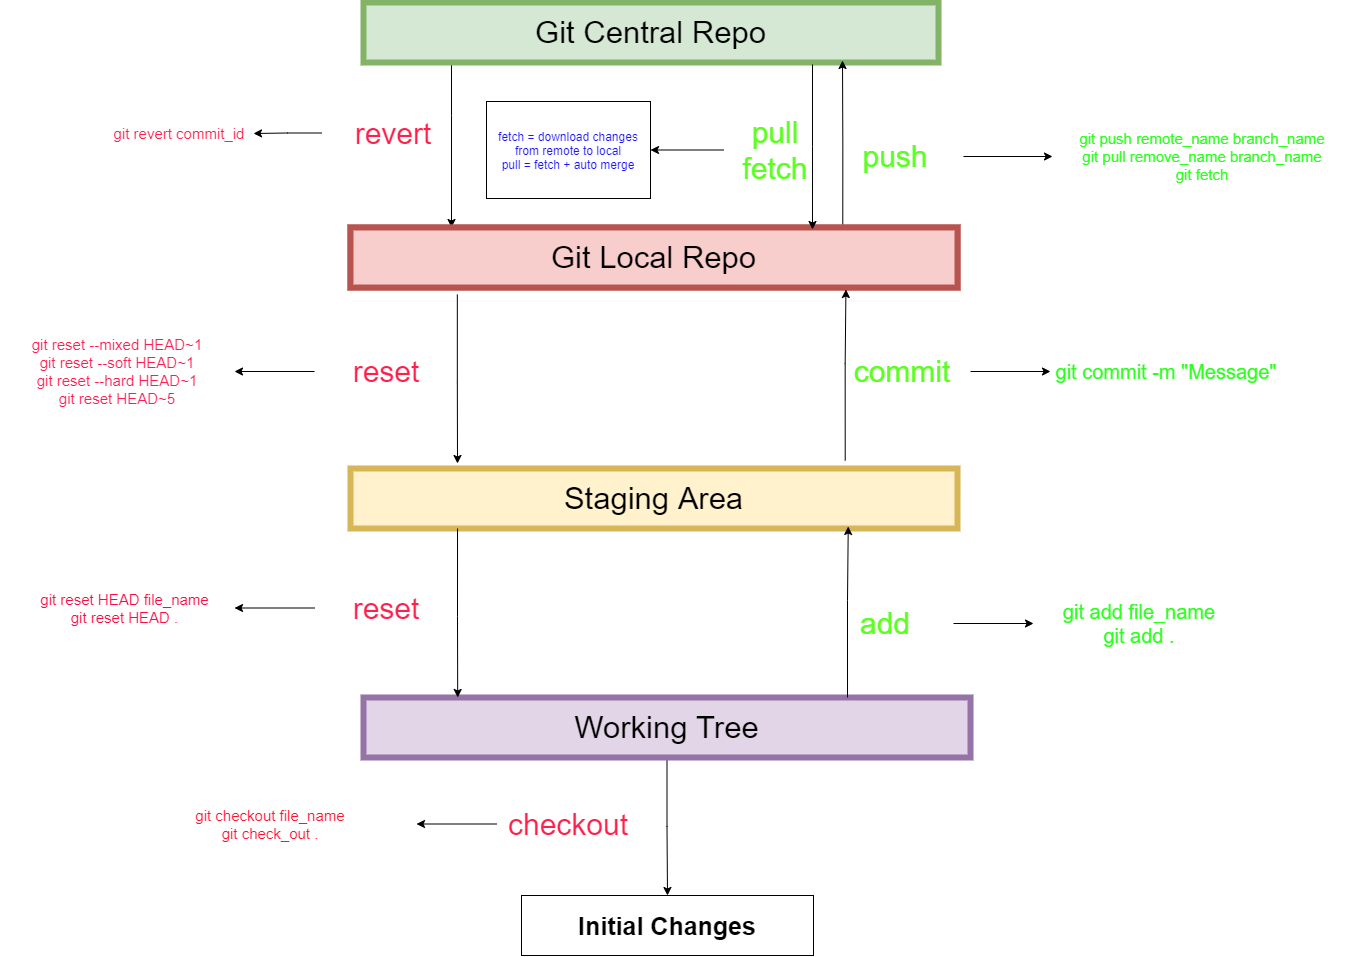 Git Central Repo
git revert commit_id
revert
fetch = download changes
from remote to local
pull = fetch + auto merge
pull
fetch
push
git push remote_name branch_name
git pull remove_name branch_name
git fetch
Git Local Repo
git reset --mixed HEAD~1
git reset --soft HEAD~1
git reset --hard HEAD~1
git reset HEAD~5
reset
commit
git commit -m "Message"
Staging Area
git reset HEAD file_name
git reset HEAD .
reset
add
git add file_name
git add .
Working Tree
git checkout file_name
git check_out .
checkout
Initial Changes